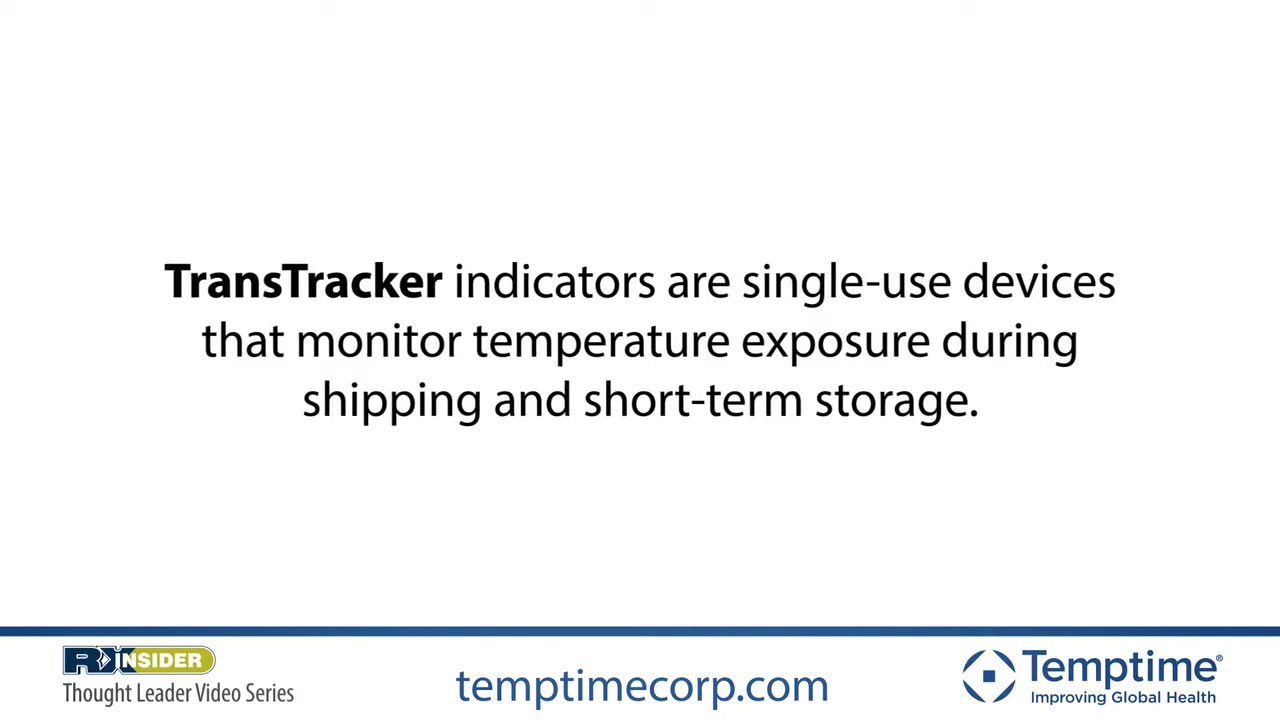 TransTracker indicators are single-use devices
that monitor temperature exposure during
shipping and short-term storage.
RXINSIDER
Thought Leader Video Series
temptimecorp.com
Temptime®
Improving Global Health